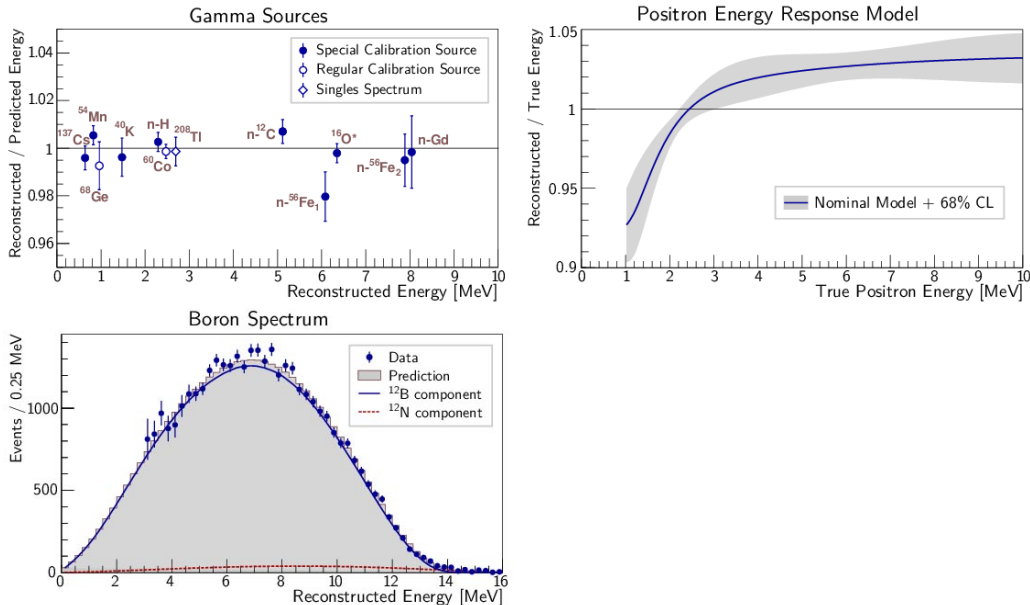 Gamma Sources
Reconstructed / Predicted Energy
1.04
1.02
1
0.98
0.96
Special Calibration Source
Regular Calibration Source
Singles Spectrum
¹³⁷Cs
⁵⁴Mn
⁶⁸Ge
⁴⁰K
n-H
⁶⁰Co
²⁰⁸Tl
n-¹²C
n-⁵⁶Fe₁
¹⁶O*
n-⁵⁶Fe₂
n-Gd
0 1 2 3 4 5 6 7 8 9 10
Reconstructed Energy [MeV]
Positron Energy Response Model
Reconstructed / True Energy
1.05
1
0.95
0.9
Nominal Model + 68% CL
0 1 2 3 4 5 6 7 8 9 10
True Positron Energy [MeV]
Boron Spectrum
Events / 0.25 MeV
1000
500
0
Data
Prediction
¹²B component
¹²N component
0 2 4 6 8 10 12 14 16
Reconstructed Energy [MeV]